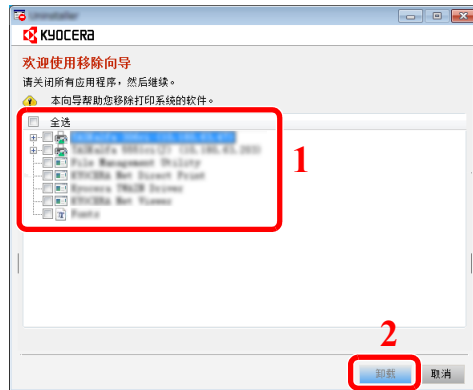 Uninstaller
KYOCERA
欢迎使用移除向导
请关闭所有应用程序，然后继续。
本向导帮助您移除打印系统的软件。
全选
File Management Utility
KYOCERA Net Direct Print
Kyocera TWAIN Driver
KYOCERA Net Viewer
Fonts
1
2
卸载
取消